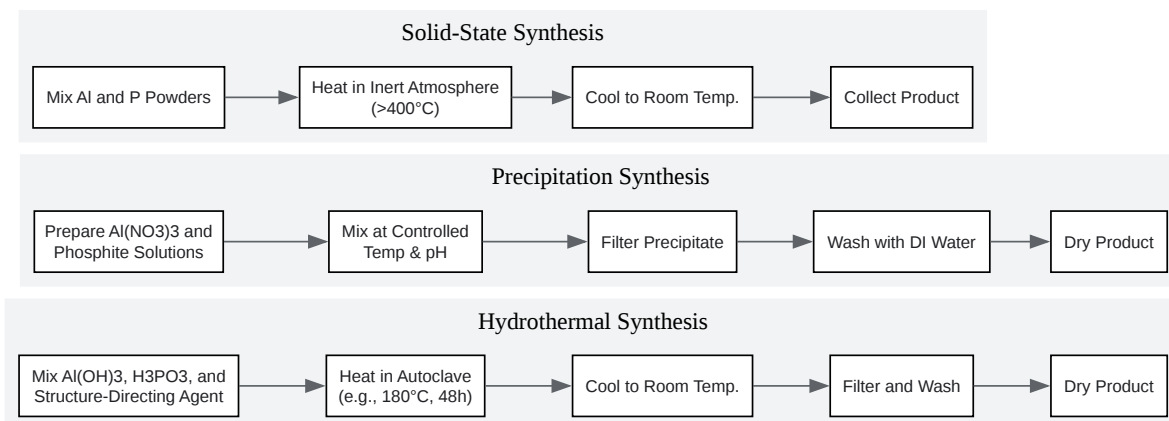 Solid-State Synthesis
Mix Al and P Powders
Heat in Inert Atmosphere
(>400°C)
Cool to Room Temp.
Collect Product
Precipitation Synthesis
Prepare Al(NO3)3 and
Phosphite Solutions
Mix at Controlled
Temp & pH
Filter Precipitate
Wash with DI Water
Dry Product
Hydrothermal Synthesis
Mix Al(OH)3, H3PO3, and
Structure-Directing Agent
Heat in Autoclave
(e.g., 180°C, 48h)
Cool to Room Temp.
Filter and Wash
Dry Product